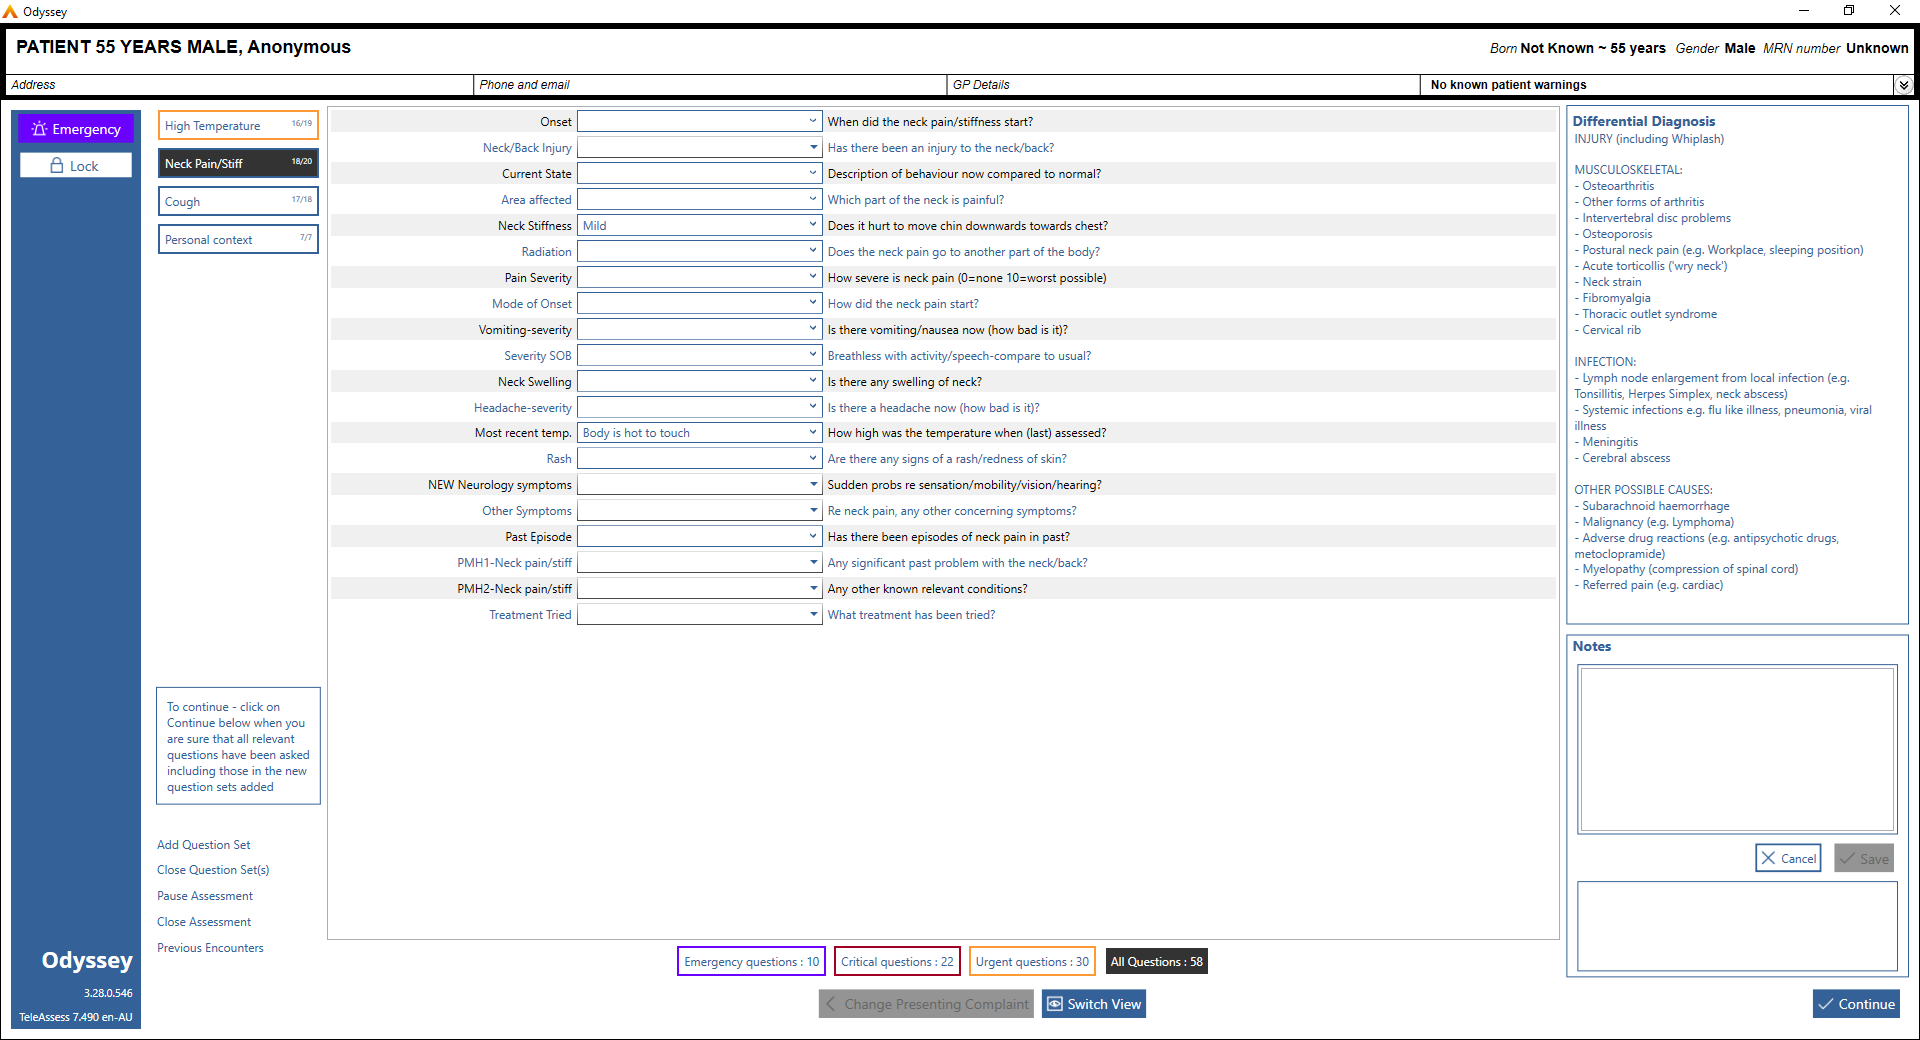 Odyssey
PATIENT 55 YEARS MALE, Anonymous
Born Not Known ~ 55 years Gender Male MRN number Unknown
Address
Phone and email
GP Details
No known patient warnings
Emergency
Lock
High Temperature 16/19
Neck Pain/Stiff 18/20
Cough 17/18
Personal context 7/7
Onset When did the neck pain/stiffness start?
Neck/Back Injury Has there been an injury to the neck/back?
Current State Description of behaviour now compared to normal?
Area affected Which part of the neck is painful?
Neck Stiffness Mild Does it hurt to move chin downwards towards chest?
Radiation Does the neck pain go to another part of the body?
Pain Severity How severe is neck pain (0=none 10=worst possible)
Mode of Onset How did the neck pain start?
Vomiting-severity Is there vomiting/nausea now (how bad is it)?
Severity SOB Breathless with activity/speech-compare to usual?
Neck Swelling Is there any swelling of neck?
Headache-severity Is there a headache now (how bad is it)?
Most recent temp. Body is hot to touch How high was the temperature when (last) assessed?
Rash Are there any signs of a rash/redness of skin?
NEW Neurology symptoms Sudden probs re sensation/mobility/vision/hearing?
Other Symptoms Re neck pain, any other concerning symptoms?
Past Episode Has there been episodes of neck pain in past?
PMH1-Neck pain/stiff Any significant past problem with the neck/back?
PMH2-Neck pain/stiff Any other known relevant conditions?
Treatment Tried What treatment has been tried?
Differential Diagnosis
INJURY (including Whiplash)
MUSCULOSKELETAL:
- Osteoarthritis
- Other forms of arthritis
- Intervertebral disc problems
- Osteoporosis
- Postural neck pain (e.g. Workplace, sleeping position)
- Acute torticollis ('wry neck')
- Neck strain
- Fibromyalgia
- Thoracic outlet syndrome
- Cervical rib
INFECTION:
- Lymph node enlargement from local infection (e.g.
Tonsillitis, Herpes Simplex, neck abscess)
- Systemic infections e.g. flu like illness, pneumonia, viral
illness
- Meningitis
- Cerebral abscess
OTHER POSSIBLE CAUSES:
- Subarachnoid haemorrhage
- Malignancy (e.g. Lymphoma)
- Adverse drug reactions (e.g. antipsychotic drugs,
metoclopramide)
- Myelopathy (compression of spinal cord)
- Referred pain (e.g. cardiac)
Notes
Cancel
Save
To continue - click on
Continue below when you
are sure that all relevant
questions have been asked
including those in the new
question sets added
Add Question Set
Close Question Set(s)
Pause Assessment
Close Assessment
Previous Encounters
Odyssey
3.28.0.546
TeleAssess 7.490 en-AU
Emergency questions : 10
Critical questions : 22
Urgent questions : 30
All Questions : 58
Change Presenting Complaint
Switch View
Continue